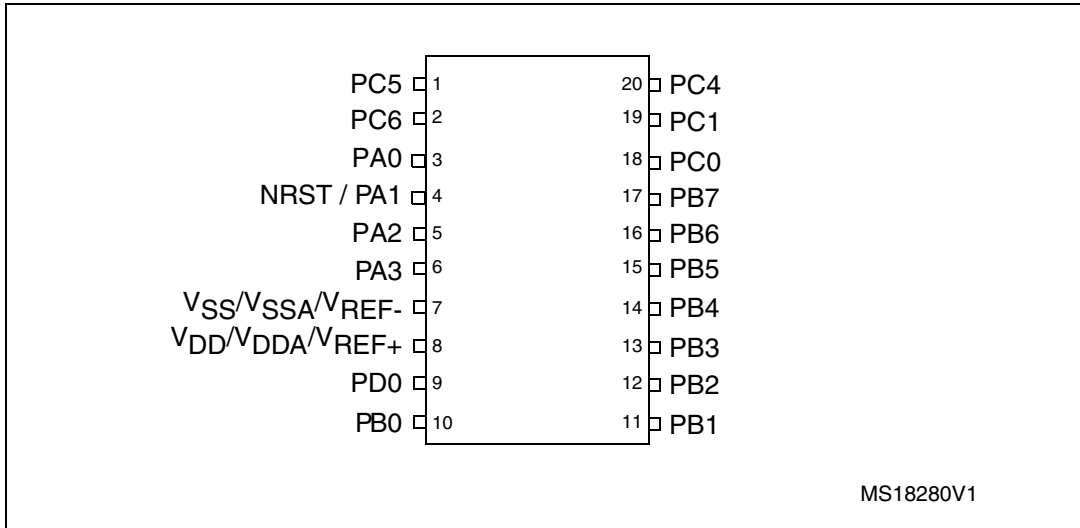 PC5 1 20 PC4
PC6 2 19 PC1
PA0 3 18 PC0
NRST / PA1 4 17 PB7
PA2 5 16 PB6
PA3 6 15 PB5
VSS/VSSA/VREF- 7 14 PB4
VDD/VDDA/VREF+ 8 13 PB3
PD0 9 12 PB2
PB0 10 11 PB1
MS18280V1